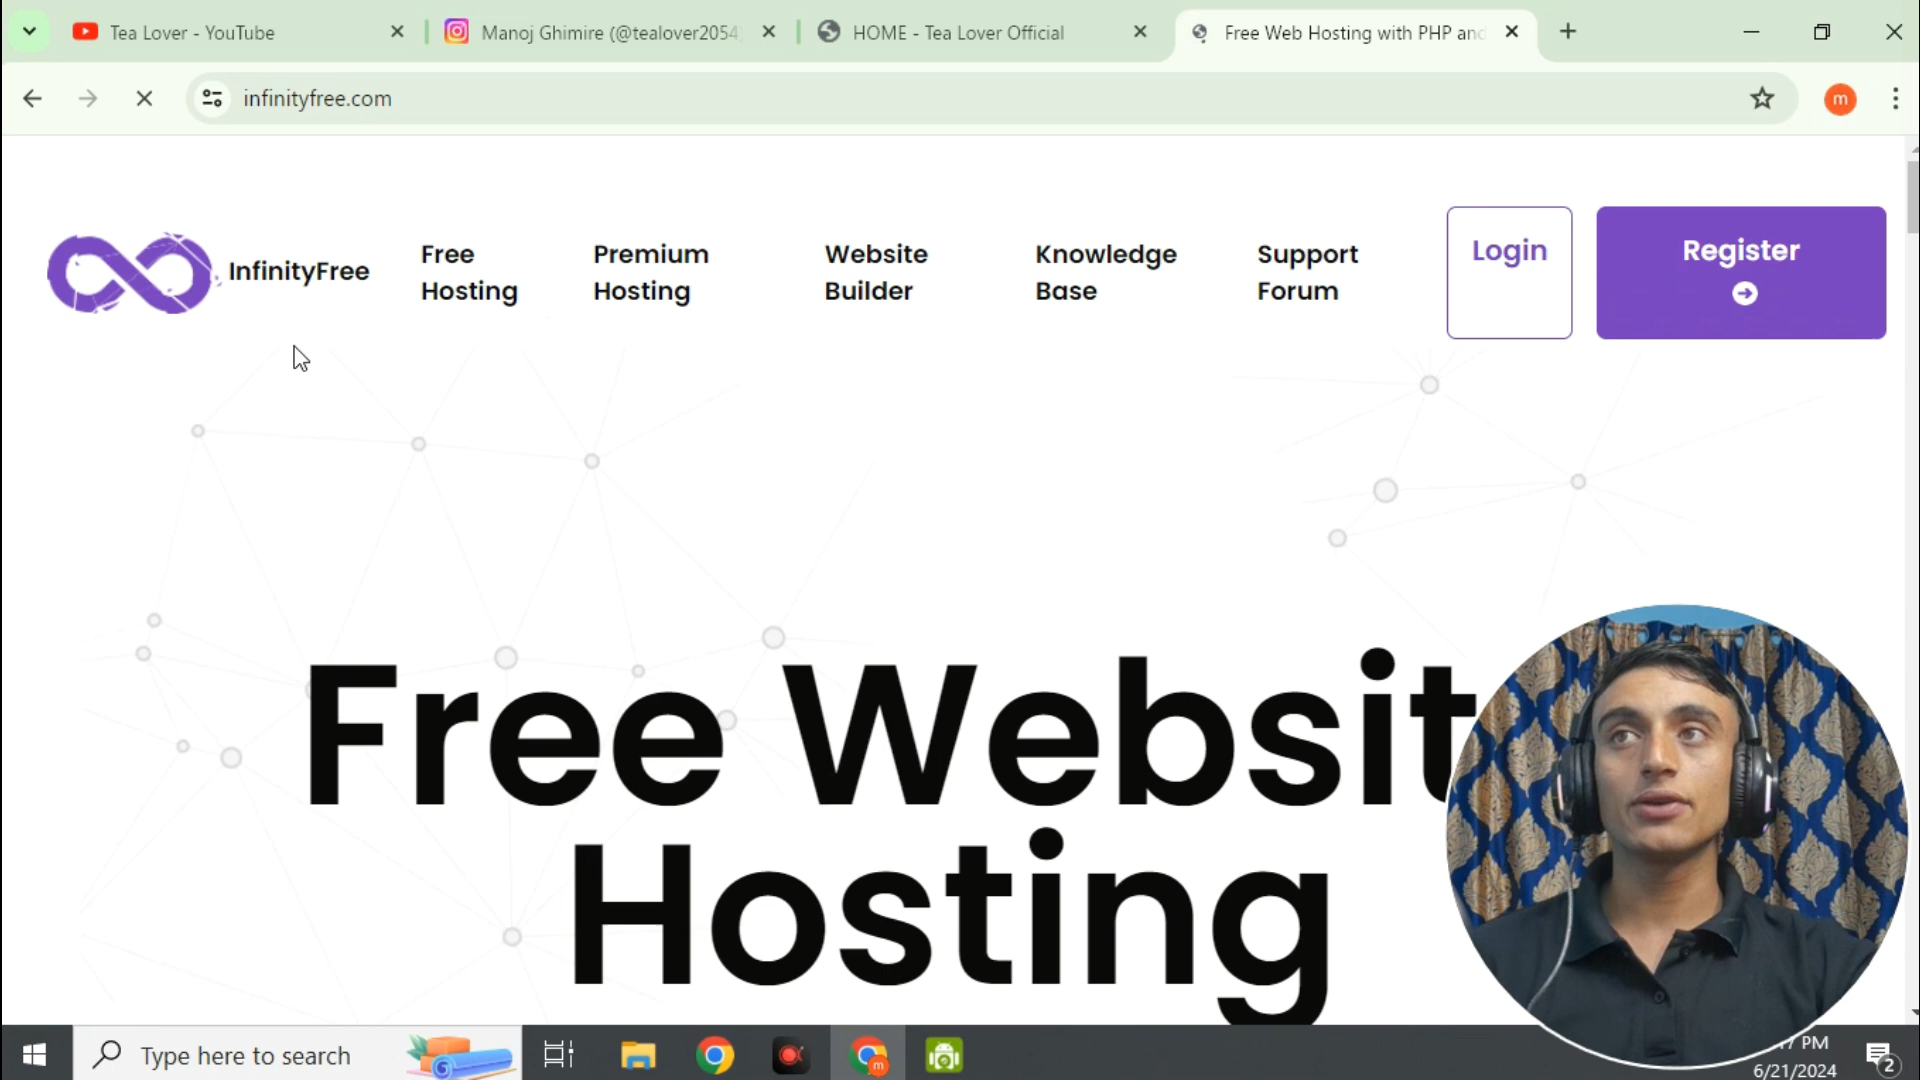 Tea Lover - YouTube
Manoj Ghimire (@tealover2054
HOME - Tea Lover Official
Free Web Hosting with PHP and
infinityfree.com
m
InfinityFree
Free
Hosting
Premium
Hosting
Website
Builder
Knowledge
Base
Support
Forum
Login
Register
Free Websit
Hosting
Type here to search
m
7 PM
6/21/2024
2